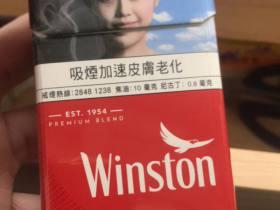 吸煙加速皮膚老化
戒煙熱線:2848 1238 焦油:10 毫克 尼古丁:0.8 毫克
EST. 1954
PREMIUM BLEND
Winston